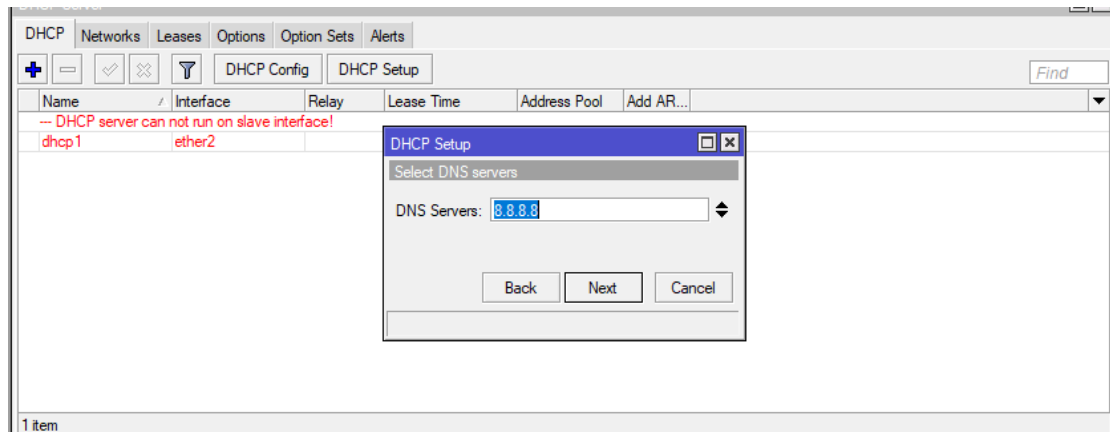 DHCP Server
DHCP Networks Leases Options Option Sets Alerts
DHCP Config DHCP Setup Find
Name Interface Relay Lease Time Address Pool Add AR...
--- DHCP server can not run on slave interface!
dhcp1 ether2
DHCP Setup
Select DNS servers
DNS Servers: 8.8.8.8
Back Next Cancel
1 item